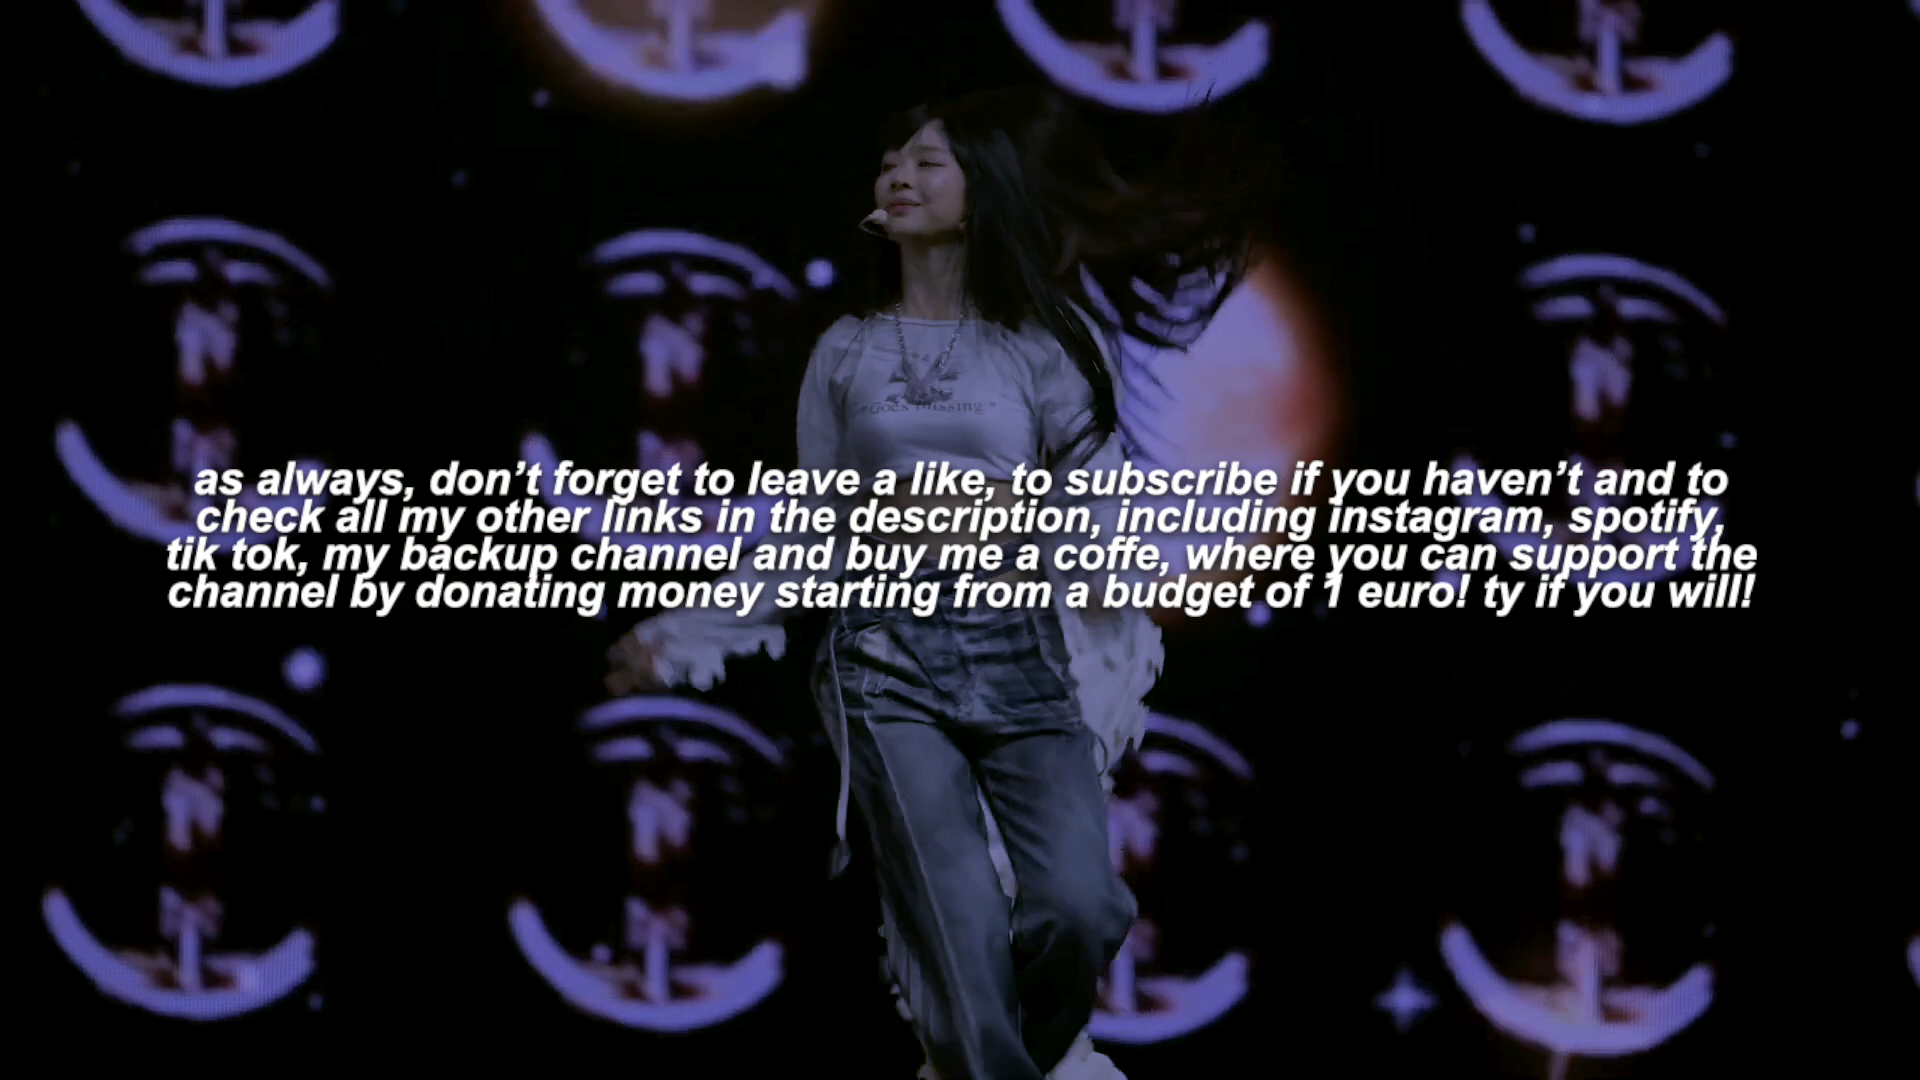 "Goes missing"
as always, don’t forget to leave a like, to subscribe if you haven’t and to
check all my other links in the description, including instagram, spotify,
tik tok, my backup channel and buy me a coffe, where you can support the
channel by donating money starting from a budget of 1 euro! ty if you will!